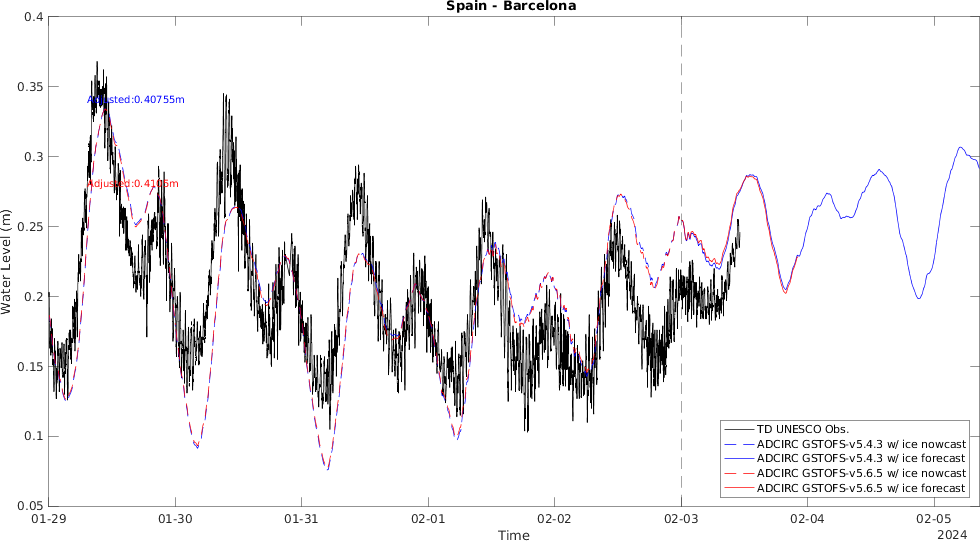 Spain - Barcelona
0.4
0.35
0.3
0.25
0.2
0.15
0.1
0.05
Water Level (m)
Adjusted:0.40755m
Adjusted:0.4106m
TD UNESCO Obs.
ADCIRC GSTOFS-v5.4.3 w/ ice nowcast
ADCIRC GSTOFS-v5.4.3 w/ ice forecast
ADCIRC GSTOFS-v5.6.5 w/ ice nowcast
ADCIRC GSTOFS-v5.6.5 w/ ice forecast
01-29
01-30
01-31
02-01
02-02
02-03
02-04
02-05
Time
2024